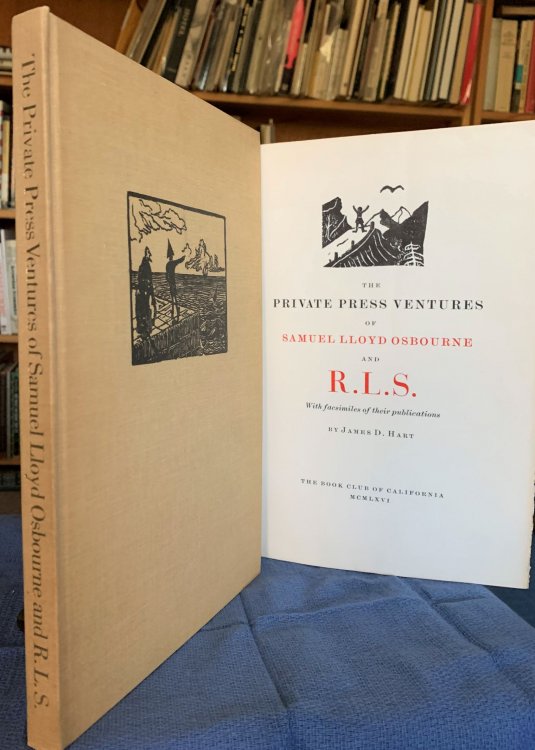 The Private Press Ventures of Samuel Lloyd Osbourne and R. L. S.
THE
PRIVATE PRESS VENTURES
OF
SAMUEL LLOYD OSBOURNE
AND
R.L.S.
With facsimiles of their publications
BY JAMES D. HART
THE BOOK CLUB OF CALIFORNIA
MCMLXVI